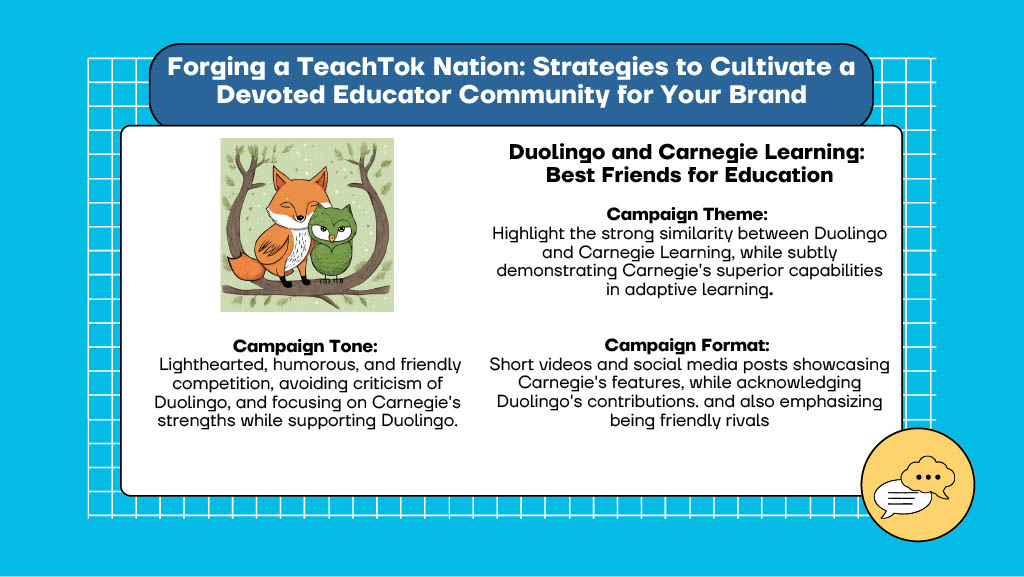 Forging a TeachTok Nation: Strategies to Cultivate a
Devoted Educator Community for Your Brand
Duolingo and Carnegie Learning:
Best Friends for Education
Campaign Theme:
Highlight the strong similarity between Duolingo
and Carnegie Learning, while subtly
demonstrating Carnegie's superior capabilities
in adaptive learning.
Campaign Tone:
Lighthearted, humorous, and friendly
competition, avoiding criticism of
Duolingo, and focusing on Carnegie's
strengths while supporting Duolingo.
Campaign Format:
Short videos and social media posts showcasing
Carnegie's features, while acknowledging
Duolingo's contributions. and also emphasizing
being friendly rivals